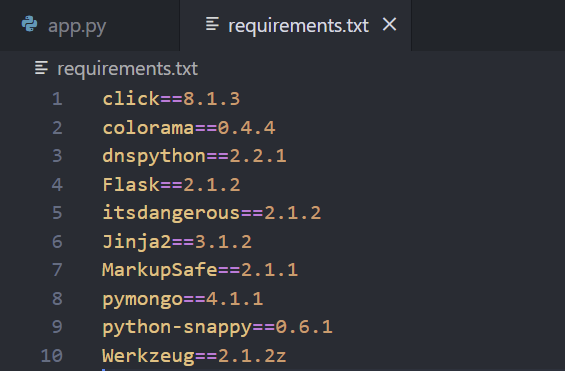 app.py requirements.txt ×
requirements.txt
1 click==8.1.3
2 colorama==0.4.4
3 dnspython==2.2.1
4 Flask==2.1.2
5 itsdangerous==2.1.2
6 Jinja2==3.1.2
7 MarkupSafe==2.1.1
8 pymongo==4.1.1
9 python-snappy==0.6.1
10 Werkzeug==2.1.2z